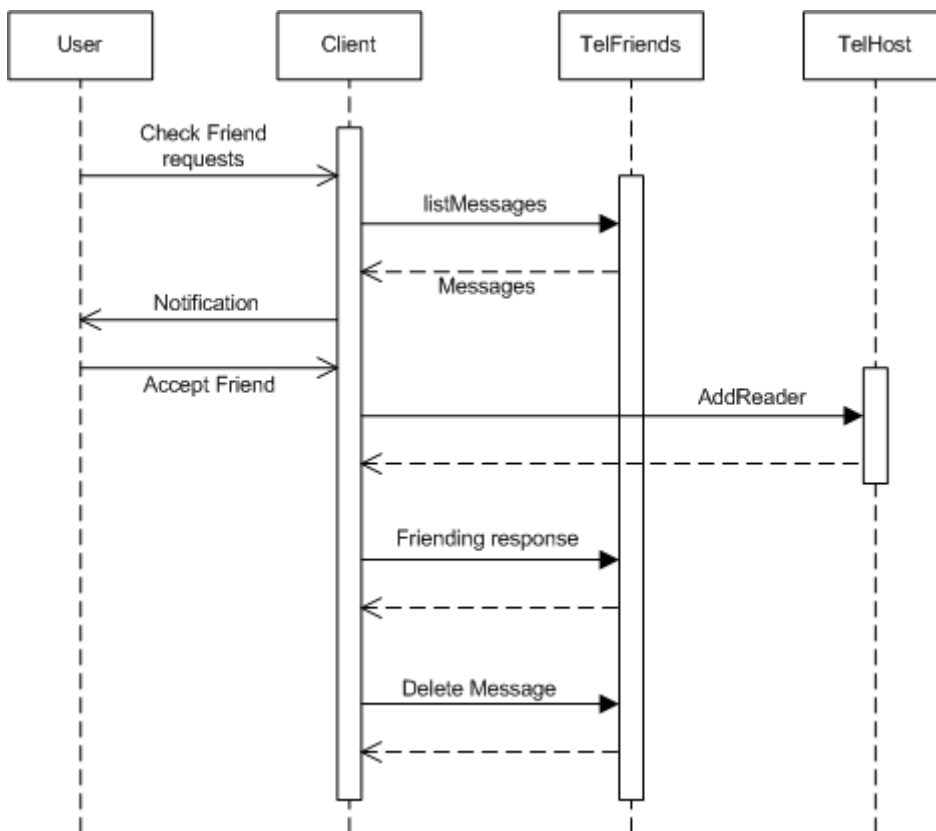 User
Client
TelFriends
TelHost
Check Friend
requests
listMessages
Messages
Notification
Accept Friend
AddReader
Friending response
Delete Message